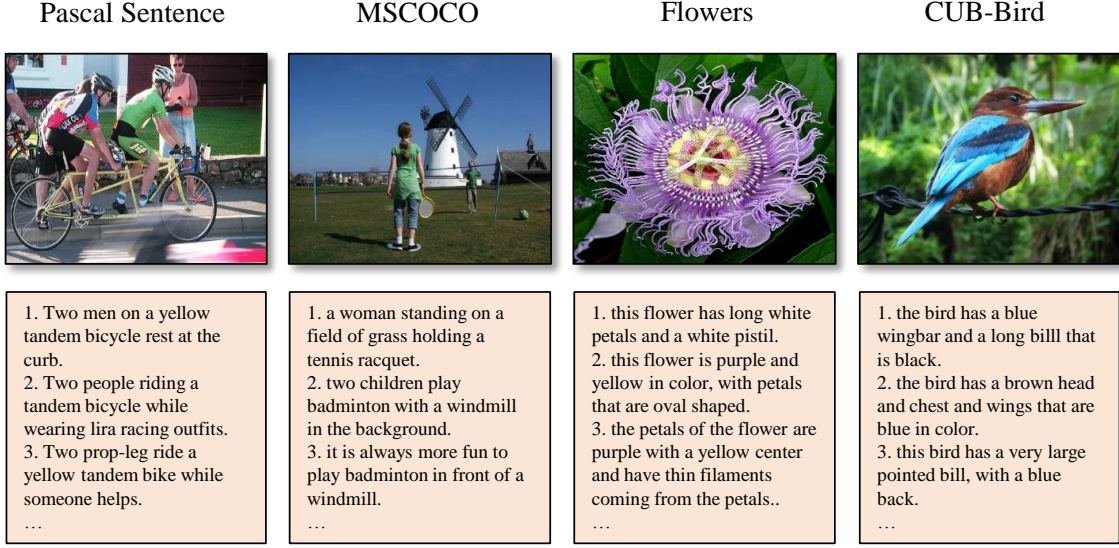 Pascal Sentence
MSCOCO
Flowers
CUB-Bird
1. Two men on a yellow
tandem bicycle rest at the
curb.
2. Two people riding a
tandem bicycle while
wearing lira racing outfits.
3. Two prop-leg ride a
yellow tandem bike while
someone helps.
…
1. a woman standing on a
field of grass holding a
tennis racquet.
2. two children play
badminton with a windmill
in the background.
3. it is always more fun to
play badminton in front of a
windmill.
…
1. this flower has long white
petals and a white pistil.
2. this flower is purple and
yellow in color, with petals
that are oval shaped.
3. the petals of the flower are
purple with a yellow center
and have thin filaments
coming from the petals..
…
1. the bird has a blue
wingbar and a long billl that
is black.
2. the bird has a brown head
and chest and wings that are
blue in color.
3. this bird has a very large
pointed bill, with a blue
back.
…